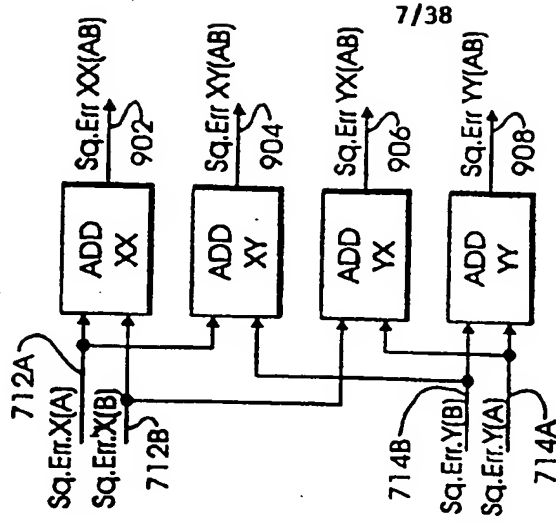 7/38
712A
Sq.Err.X(A)
Sq.Err.X(B)
712B
ADD
XX
Sq.Err XX(AB)
902
ADD
XY
Sq.Err XY(AB)
904
ADD
YX
Sq.Err YX(AB)
906
714B
Sq.Err.Y(B)
Sq.Err.Y(A)
714A
ADD
YY
Sq.Err YY(AB)
908